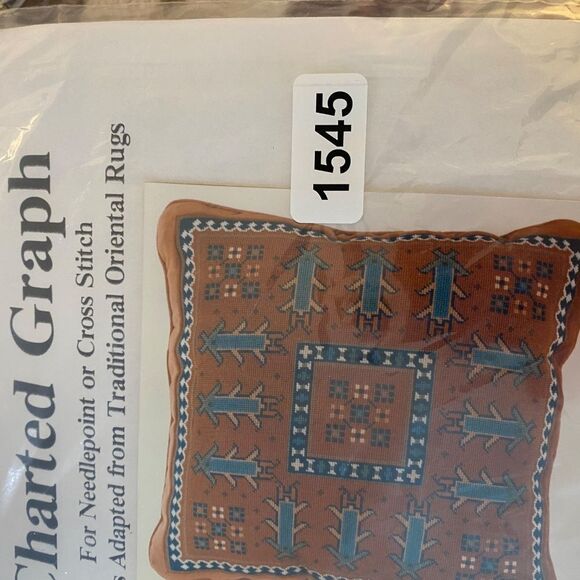 Charted Graph
For Needlepoint or Cross Stitch
Adapted from Traditional Oriental Rugs
1545